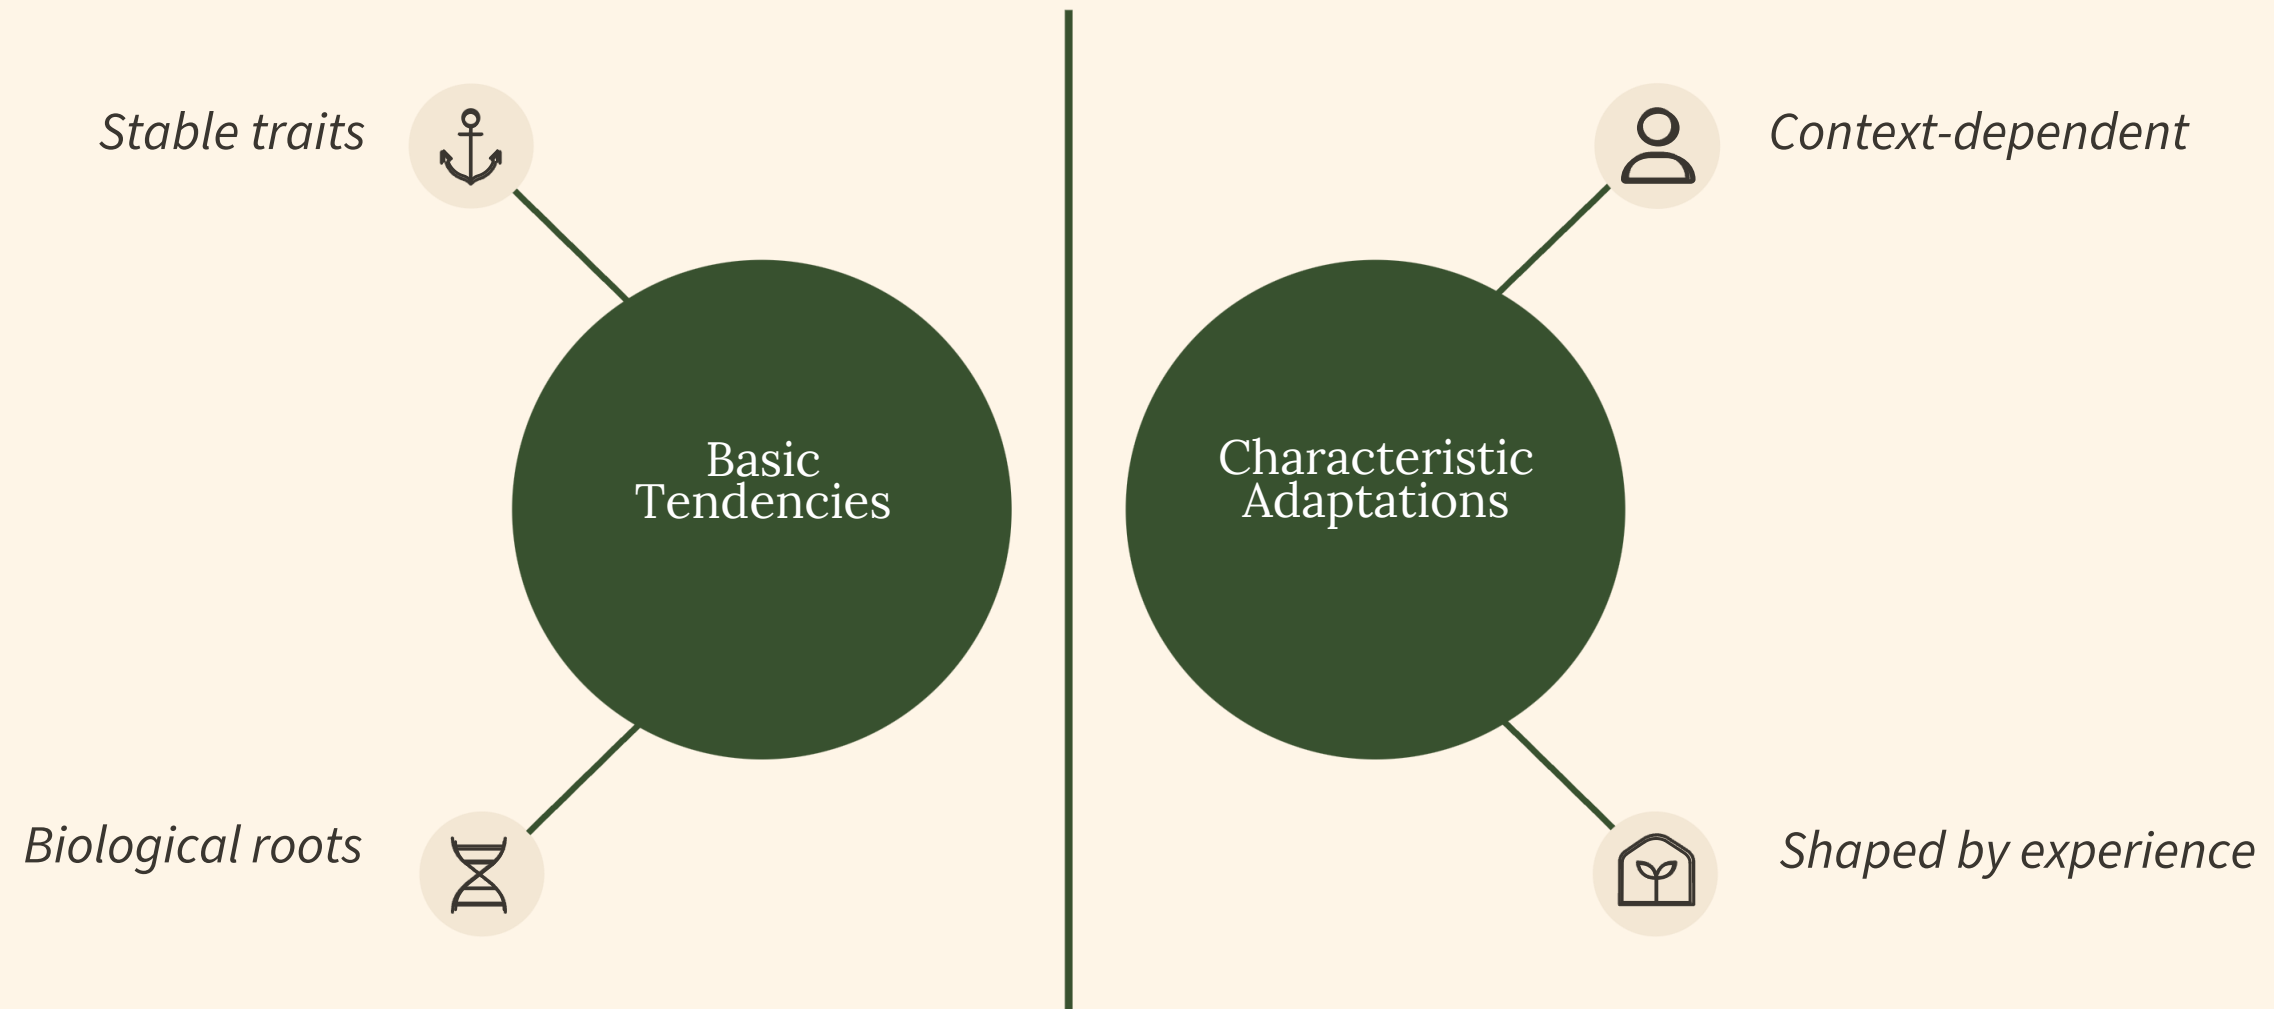 Stable traits
Basic
Tendencies
Biological roots
Context-dependent
Characteristic
Adaptations
Shaped by experience